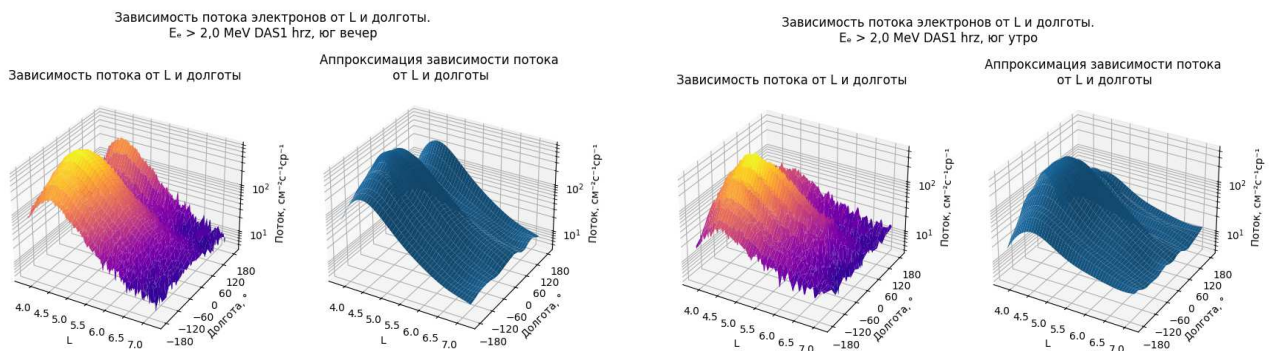 Зависимость потока электронов от L и долготы.
Eₑ > 2,0 MeV DAS1 hrz, юг вечер
Зависимость потока от L и долготы
Аппроксимация зависимости потока
от L и долготы
10²
10¹
Поток, см⁻²с⁻¹ср⁻¹
180
120
60
0
−60
−120
−180
Долгота, °
4.0
4.5
5.0
5.5
6.0
6.5
7.0
L
10²
10¹
Поток, см⁻²с⁻¹ср⁻¹
180
120
60
0
−60
−120
−180
Долгота, °
4.0
4.5
5.0
5.5
6.0
6.5
7.0
L
Зависимость потока электронов от L и долготы.
Eₑ > 2,0 MeV DAS1 hrz, юг утро
Зависимость потока от L и долготы
Аппроксимация зависимости потока
от L и долготы
10²
10¹
Поток, см⁻²с⁻¹ср⁻¹
180
120
60
0
−60
−120
−180
Долгота, °
4.0
4.5
5.0
5.5
6.0
6.5
7.0
L
10²
10¹
Поток, см⁻²с⁻¹ср⁻¹
180
120
60
0
−60
−120
−180
Долгота, °
4.0
4.5
5.0
5.5
6.0
6.5
7.0
L